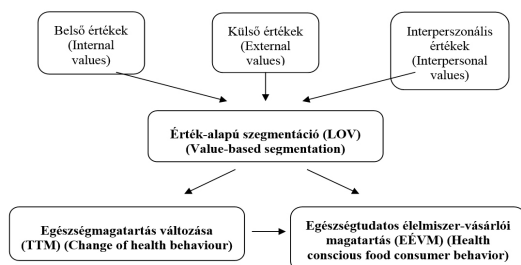 Belső értékek
(Internal
values)
Külső értékek
(External
values)
Interperszonális
értékek
(Interpersonal
values)
Érték-alapú szegmentáció (LOV)
(Value-based segmentation)
Egészségmagatartás változása
(TTM) (Change of health behaviour)
Egészségtudatos élelmiszer-vásárlói
magatartás (EÉVM) (Health
conscious food consumer behavior)